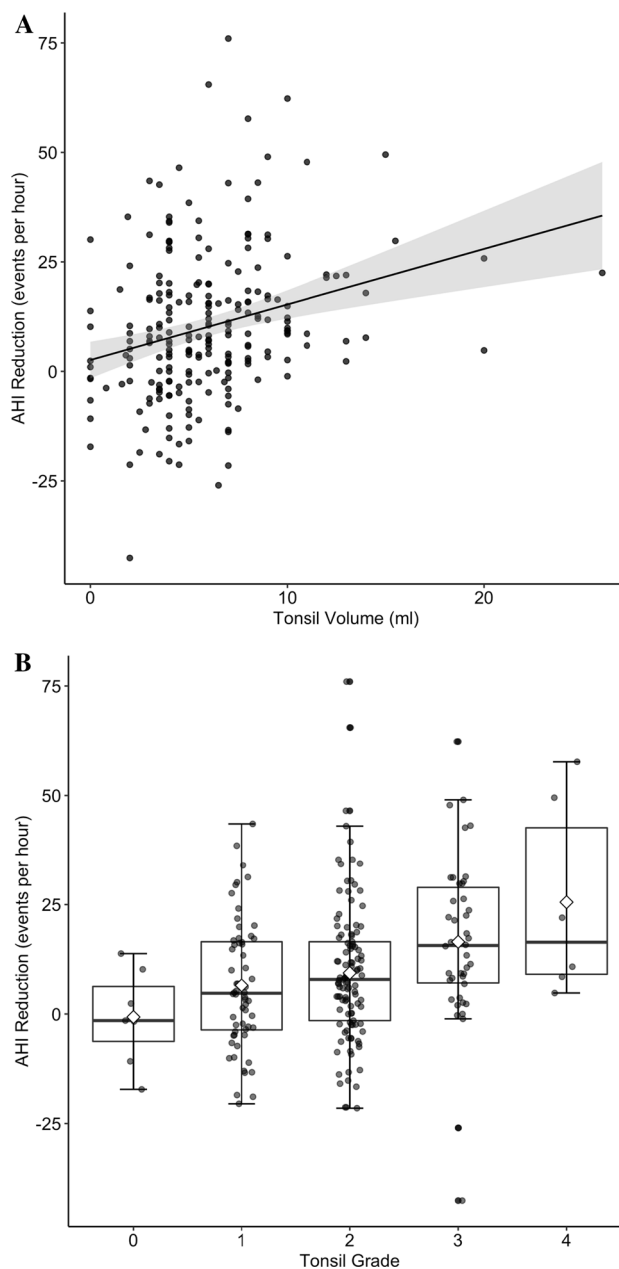 A
75
50
25
0
-25
AHI Reduction (events per hour)
0 10 20
Tonsil Volume (ml)
B
75
50
25
0
-25
AHI Reduction (events per hour)
0 1 2 3 4
Tonsil Grade